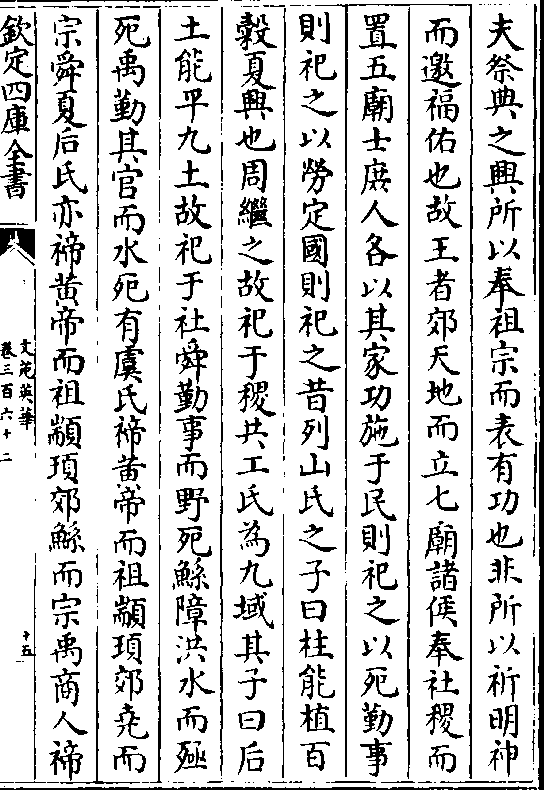 夫祭典之興所以奉祖宗而表有功也非所以祈明神
而邀福佑也故王者郊天地而立七廟諸侯奉社稷而
置五廟士庶人各以其家功施于民則祀之以死勤事
則祀之以勞定國則祀之昔列山氏之子曰柱能植百
穀夏興也周繼之故祀于稷共工氏為九域其子曰后
土能平九土故祀于社舜勤事而野死鯀障洪水而殛
死禹勤其官而水死有虞氏禘黄帝而祖顓頊郊堯而
宗舜夏后氏亦禘黄帝而祖顓頊郊鯀而宗禹商人禘
欽定四庫全書
文苑英華
卷三百六十二
十五